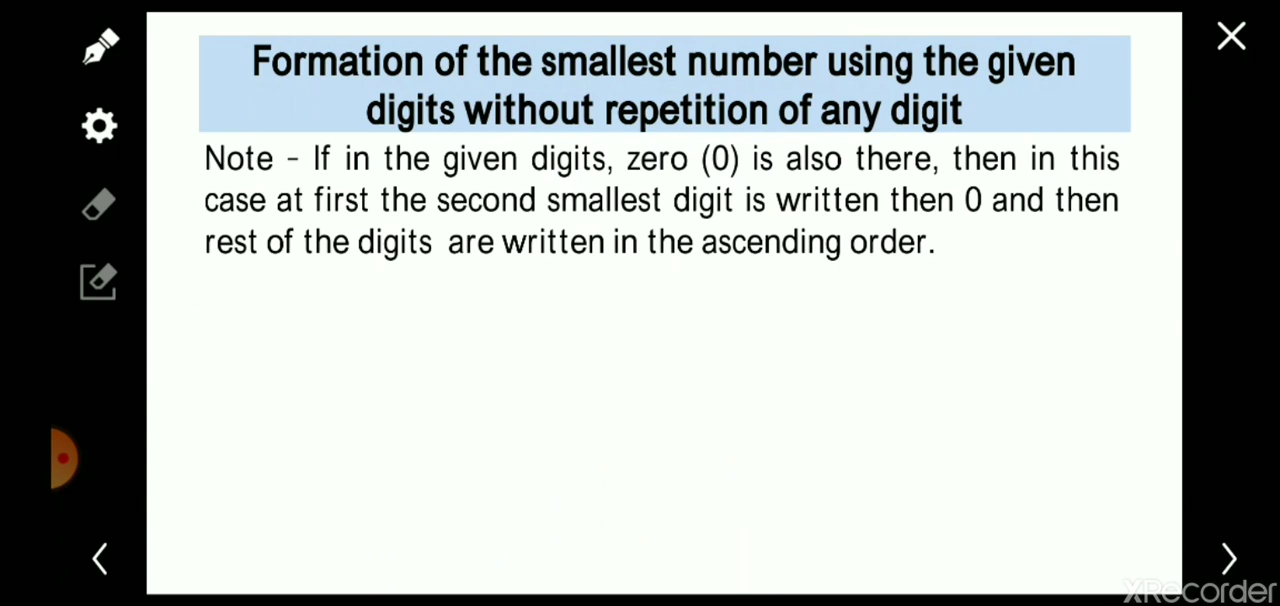 Formation of the smallest number using the given
digits without repetition of any digit
Note - If in the given digits, zero (0) is also there, then in this
case at first the second smallest digit is written then 0 and then
rest of the digits are written in the ascending order.
XRecorder